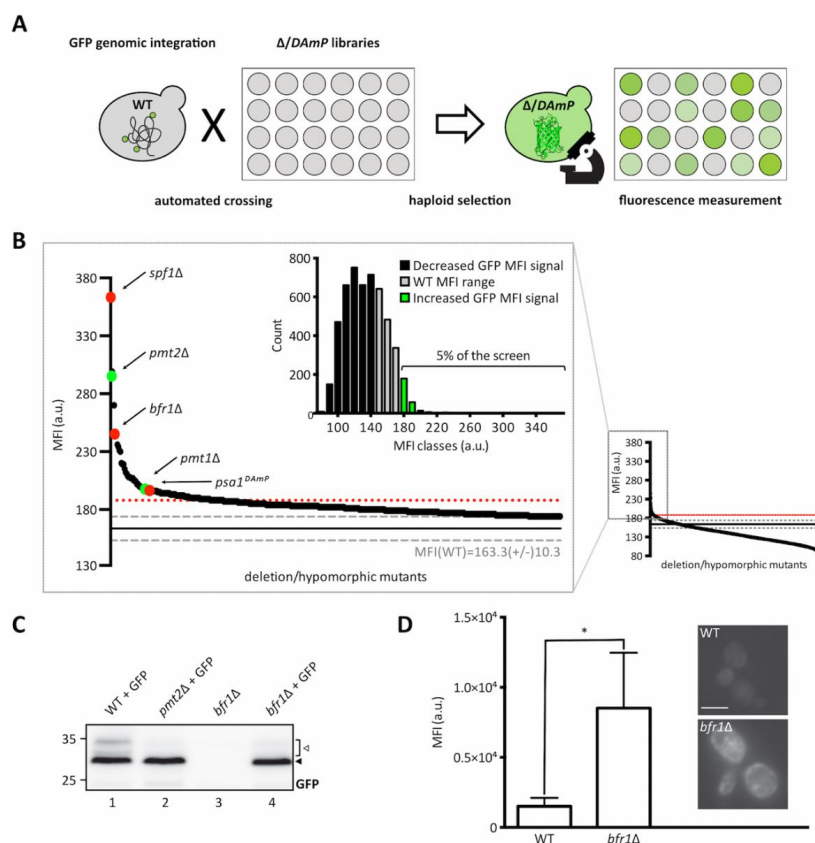 A
GFP genomic integration
Δ/DAmP libraries
WT
X
Δ/DAmP
automated crossing
haploid selection
fluorescence measurement
B
380
330
280
230
180
130
MFI (a.u.)
spf1Δ
pmt2Δ
bfr1Δ
pmt1Δ
psa1DAmP
MFI(WT)=163.3(+/-)10.3
deletion/hypomorphic mutants
800
600
400
200
0
Count
Decreased GFP MFI signal
WT MFI range
Increased GFP MFI signal
5% of the screen
100 140 180 220 260 300 340
MFI classes (a.u.)
380
330
280
230
180
130
80
MFI (a.u.)
deletion/hypomorphic mutants
C
WT + GFP
pmt2Δ + GFP
bfr1Δ
bfr1Δ + GFP
35
25
GFP
1 2 3 4
D
1.5×10⁴
1.0×10⁴
0.5×10⁴
0
MFI (a.u.)
*
WT
bfr1Δ
WT
bfr1Δ